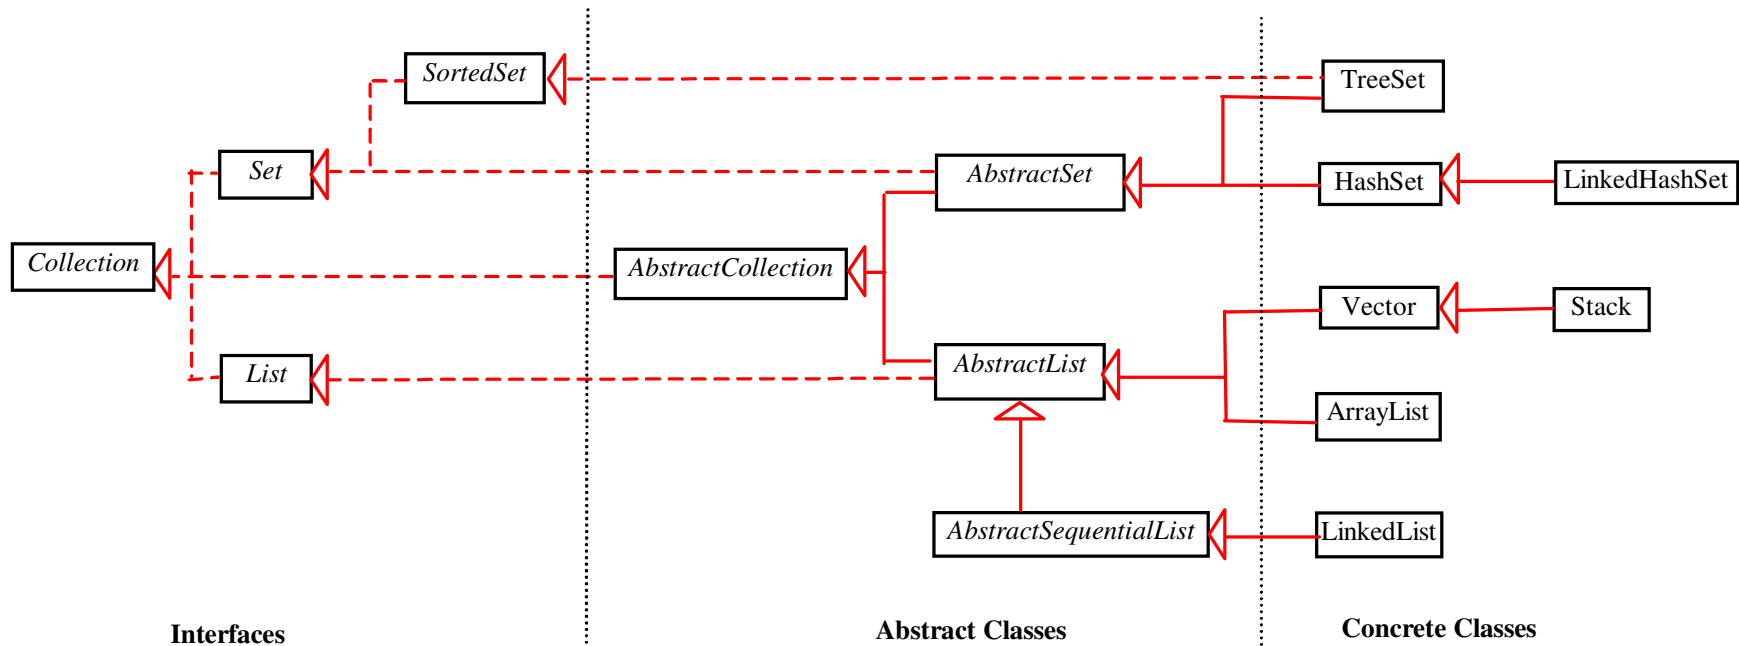 SortedSet
TreeSet
Set
AbstractSet
HashSet
LinkedHashSet
Collection
AbstractCollection
Vector
Stack
List
AbstractList
ArrayList
AbstractSequentialList
LinkedList
Interfaces
Abstract Classes
Concrete Classes